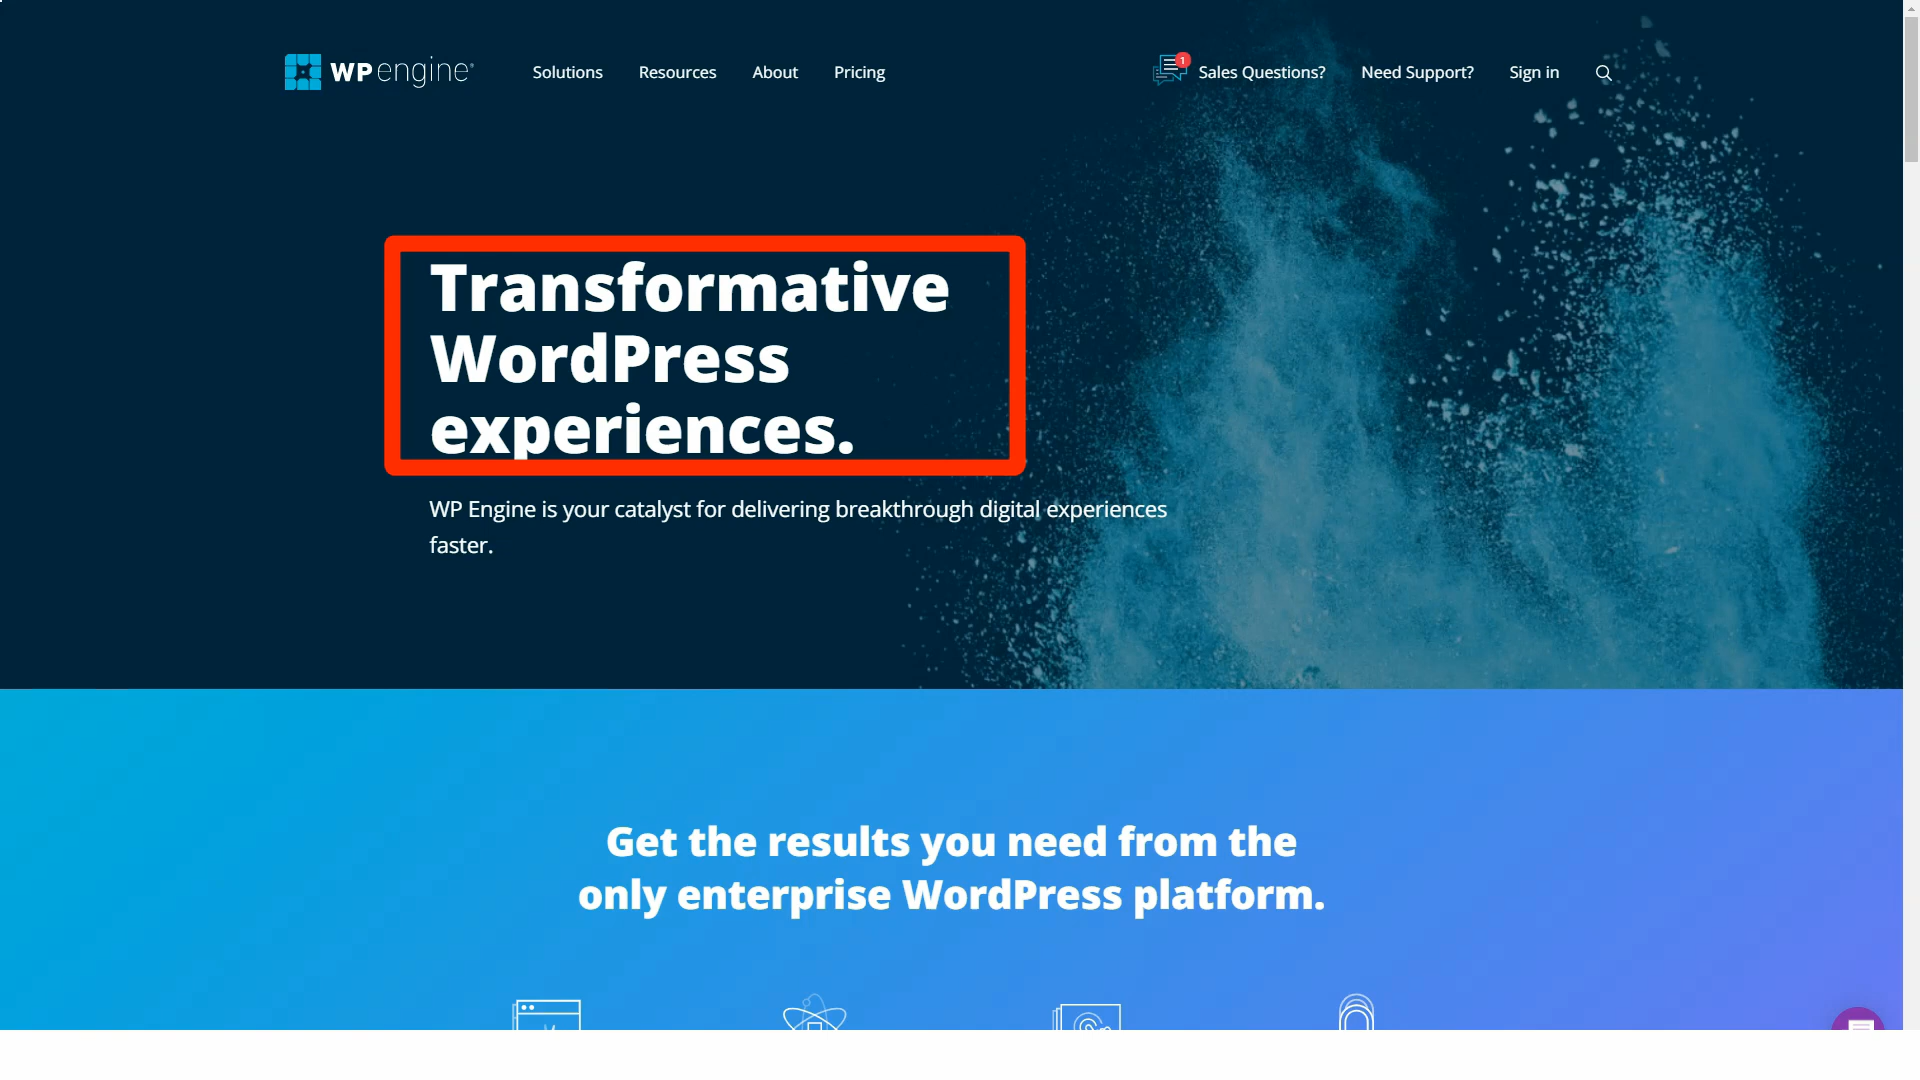 WP engine®
Solutions
Resources
About
Pricing
1
Sales Questions?
Need Support?
Sign in
Transformative
WordPress
experiences.
WP Engine is your catalyst for delivering breakthrough digital experiences
faster.
Get the results you need from the
only enterprise WordPress platform.